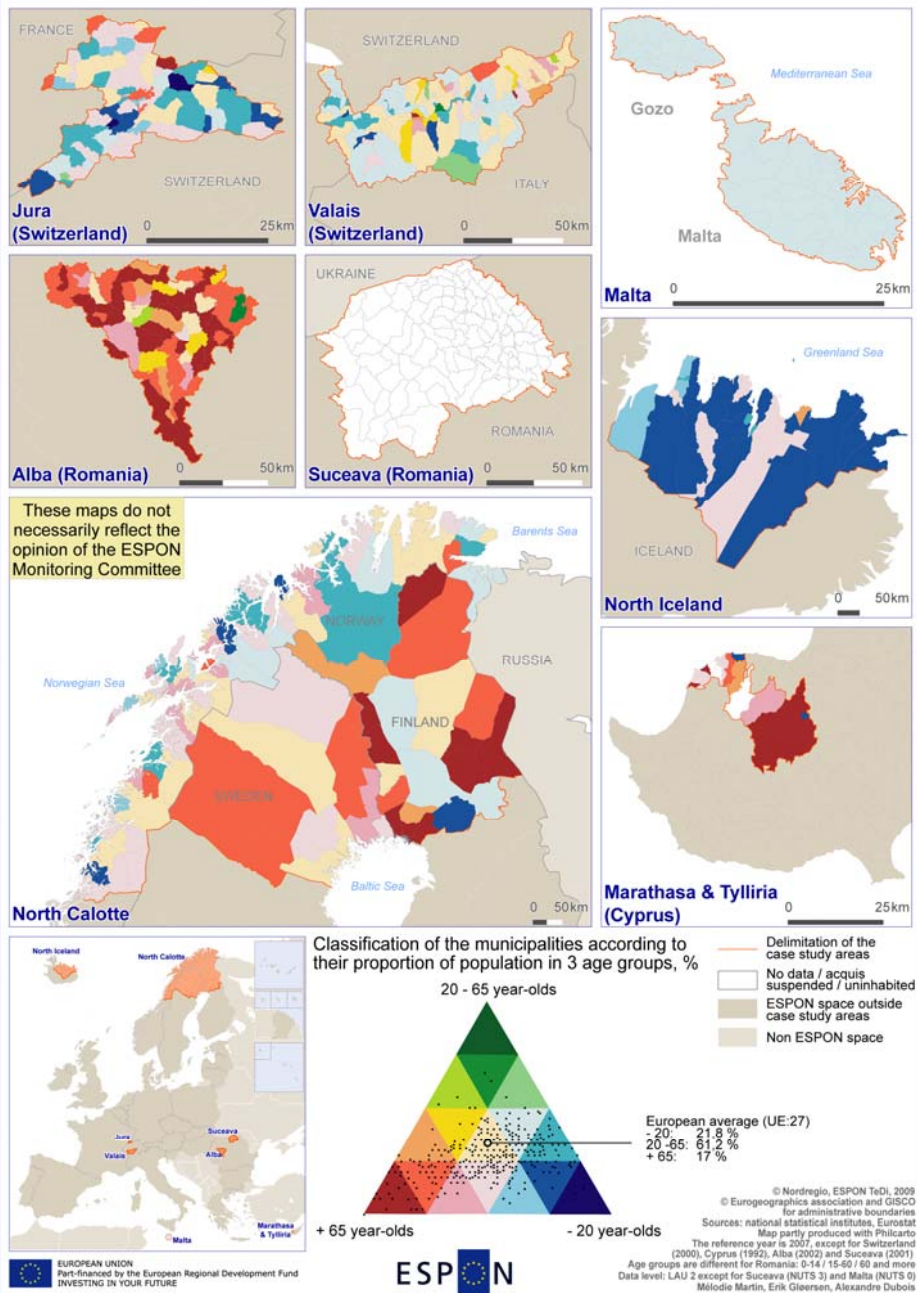 FRANCE
SWITZERLAND
Jura
(Switzerland)
0 25km
SWITZERLAND
ITALY
Valais
(Switzerland)
0 50km
Mediterranean Sea
Gozo
Malta
Malta
0 25km
Alba (Romania)
0 50km
UKRAINE
ROMANIA
Suceava (Romania)
0 50km
Greenland Sea
ICELAND
North Iceland
0 50km
These maps do not
necessarily reflect the
opinion of the ESPON
Monitoring Committee
Barents Sea
NORWAY
RUSSIA
Norwegian Sea
FINLAND
SWEDEN
Baltic Sea
North Calotte
0 50km
Marathasa & Tylliria
(Cyprus)
0 25km
North Iceland
North Calotte
Jura
Valais
Suceava
Alba
Malta
Marathasa
& Tylliria
Classification of the municipalities according to
their proportion of population in 3 age groups, %
20 - 65 year-olds
+ 65 year-olds
- 20 year-olds
European average (UE:27)
- 20: 21,8 %
20 -65: 61,2 %
+ 65: 17 %
Delimitation of the
case study areas
No data / acquis
suspended / uninhabited
ESPON space outside
case study areas
Non ESPON space
© Nordregio, ESPON TeDi, 2009
© Eurogeographics association and GISCO
for administrative boundaries
Sources: national statistical institutes, Eurostat
Map partly produced with Philcarto
The reference year is 2007, except for Switzerland
(2000), Cyprus (1992), Alba (2002) and Suceava (2001)
Age groups are different for Romania: 0-14 / 15-60 / 60 and more
Data level: LAU 2 except for Suceava (NUTS 3) and Malta (NUTS 0)
Mélodie Martin, Erik Gløersen, Alexandre Dubois
EUROPEAN UNION
Part-financed by the European Regional Development Fund
INVESTING IN YOUR FUTURE
ESPON